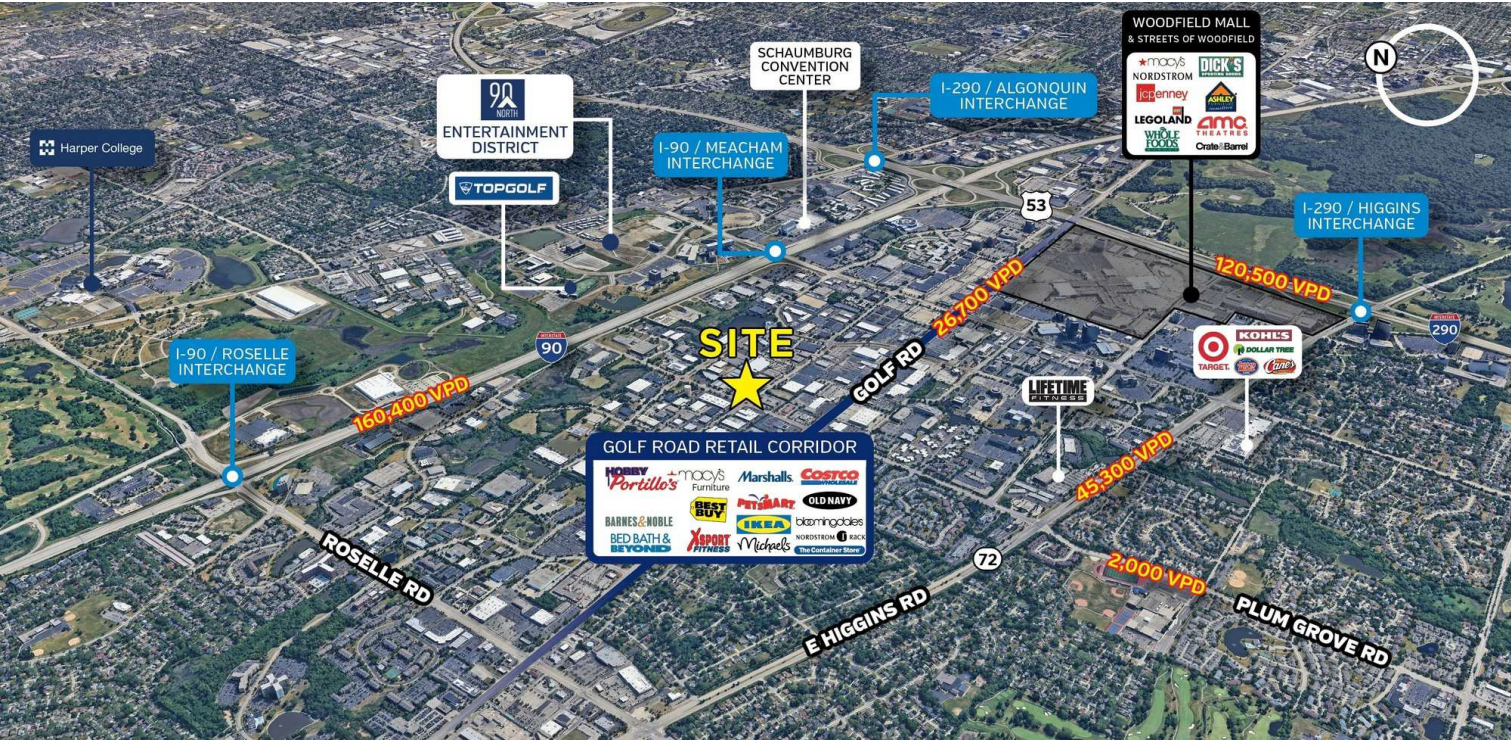 WOODFIELD MALL
& STREETS OF WOODFIELD
macy's
DICK'S
SPORTING GOODS
NORDSTROM
jcpenney
ASHLEY
LEGOLAND
amc
THEATRES
WHOLE
FOODS
Crate&Barrel
N
SCHAUMBURG
CONVENTION
CENTER
I-290 / ALGONQUIN
INTERCHANGE
90
NORTH
ENTERTAINMENT
DISTRICT
TOPGOLF
Harper College
I-90 / MEACHAM
INTERCHANGE
53
I-290 / HIGGINS
INTERCHANGE
120,500 VPD
26,700 VPD
INTERSTATE
290
INTERSTATE
90
SITE
I-90 / ROSELLE
INTERCHANGE
160,400 VPD
GOLF RD
KOHL'S
TARGET.
DOLLAR TREE
Cane's
LIFETIME
FITNESS
GOLF ROAD RETAIL CORRIDOR
HOBBY
Portillo's
macy's
Furniture
Marshalls.
COSTCO
WHOLESALE
BEST
BUY
PETSMART
OLD NAVY
BARNES&NOBLE
IKEA
bloomingdales
BED BATH &
BEYOND
XSPORT
FITNESS
Michaels
NORDSTROM RACK
The Container Store
45,300 VPD
ROSELLE RD
72
2,000 VPD
E HIGGINS RD
PLUM GROVE RD